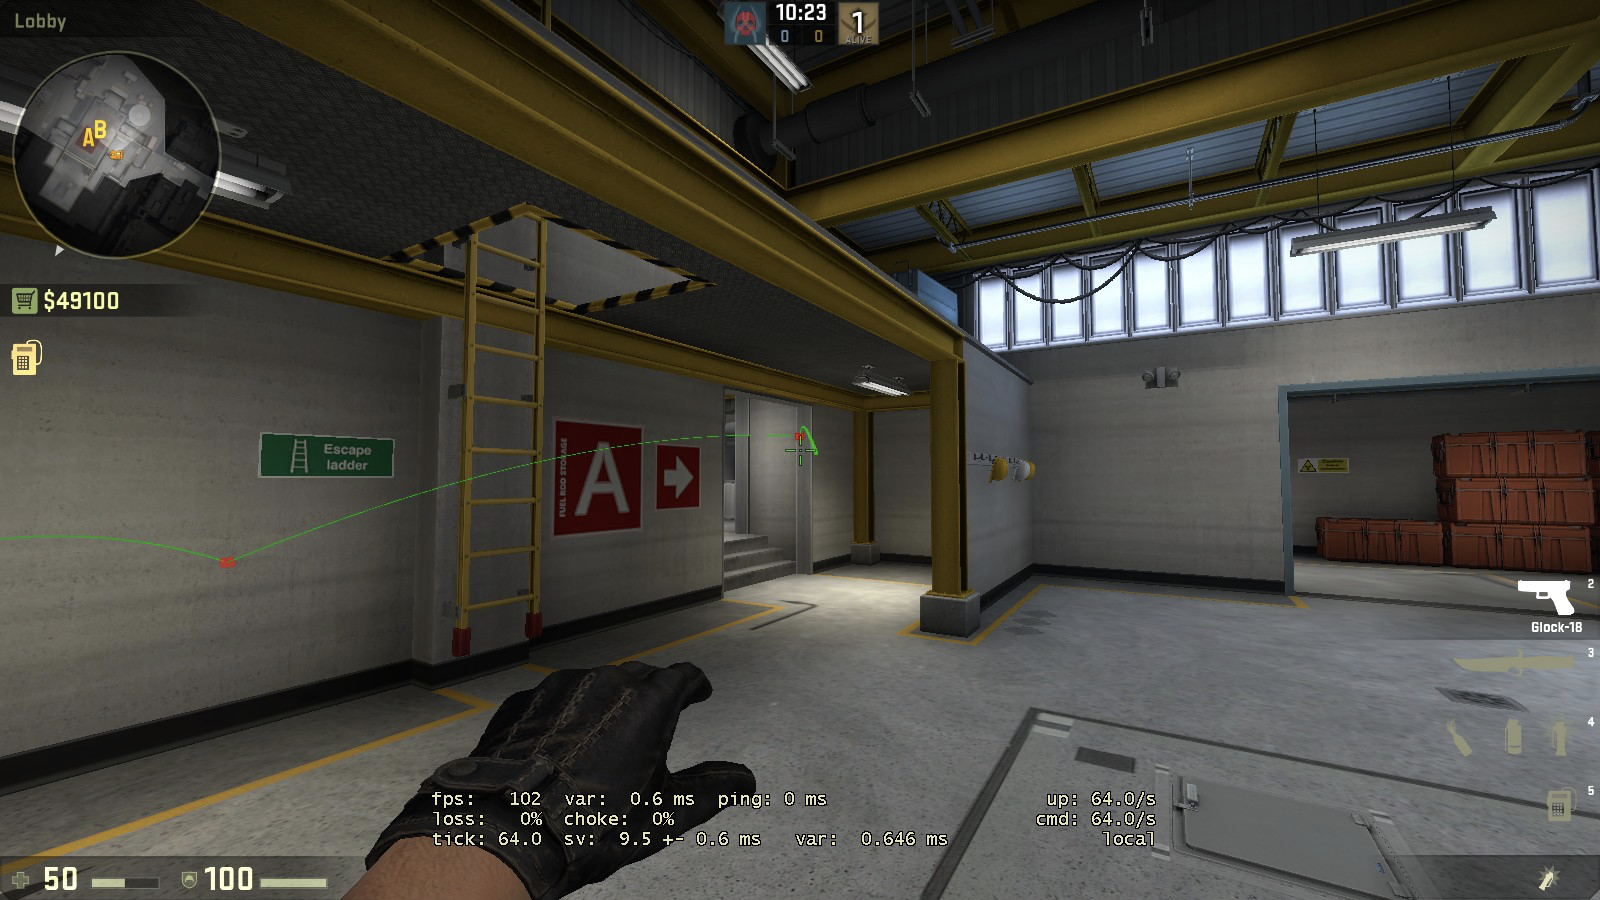 Lobby
10:23
0 0
1
ALIVE
A B
$49100
Escape
ladder
FUEL ROD STORAGE
A
2
Glock-18
3
4
5
fps: 102 var: 0.6 ms ping: 0 ms
loss: 0% choke: 0%
tick: 64.0 sv: 9.5 +- 0.6 ms var: 0.646 ms
up: 64.0/s
cmd: 64.0/s
local
50
100